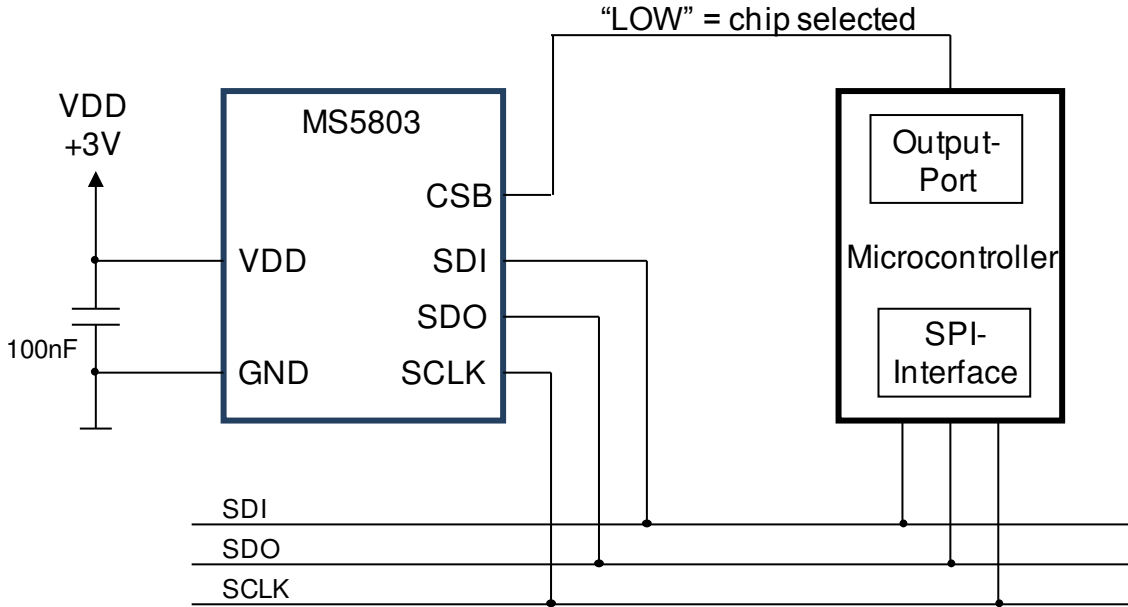 “LOW” = chip selected
VDD
+3V
MS5803
CSB
VDD
SDI
SDO
GND
SCLK
100nF
Output-
Port
Microcontroller
SPI-
Interface
SDI
SDO
SCLK